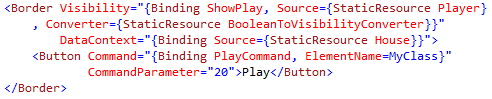 <Border Visibility="{Binding ShowPlay, Source={StaticResource Player}
, Converter={StaticResource BooleanToVisibilityConverter}}"
DataContext="{Binding Source={StaticResource House}}">
<Button Command="{Binding PlayCommand, ElementName=MyClass}"
CommandParameter="20">Play</Button>
</Border>